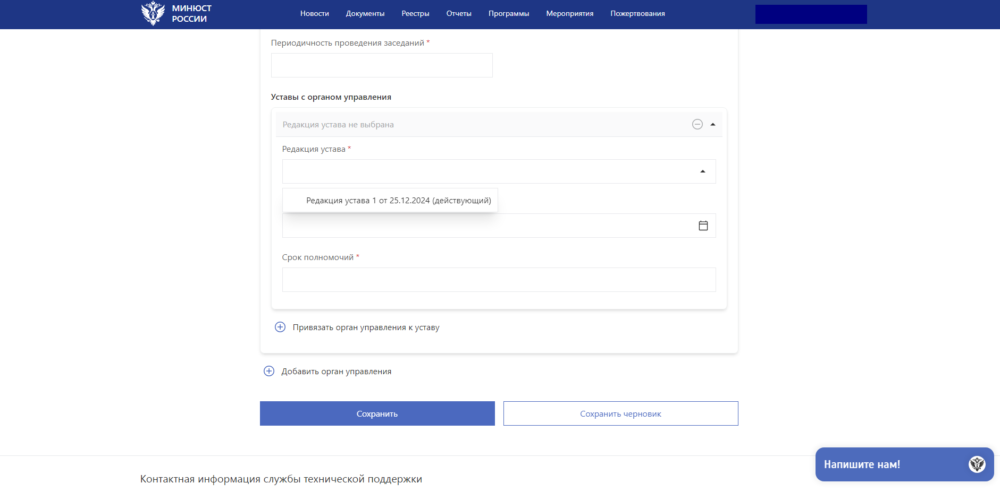 МИНЮСТ
РОССИИ
Новости
Документы
Реестры
Отчеты
Программы
Мероприятия
Пожертвования
Периодичность проведения заседаний *
Уставы с органом управления
Редакция устава не выбрана
Редакция устава *
Редакция устава 1 от 25.12.2024 (действующий)
Срок полномочий *
Привязать орган управления к уставу
Добавить орган управления
Сохранить
Сохранить черновик
Напишите нам!
Контактная информация службы технической поддержки